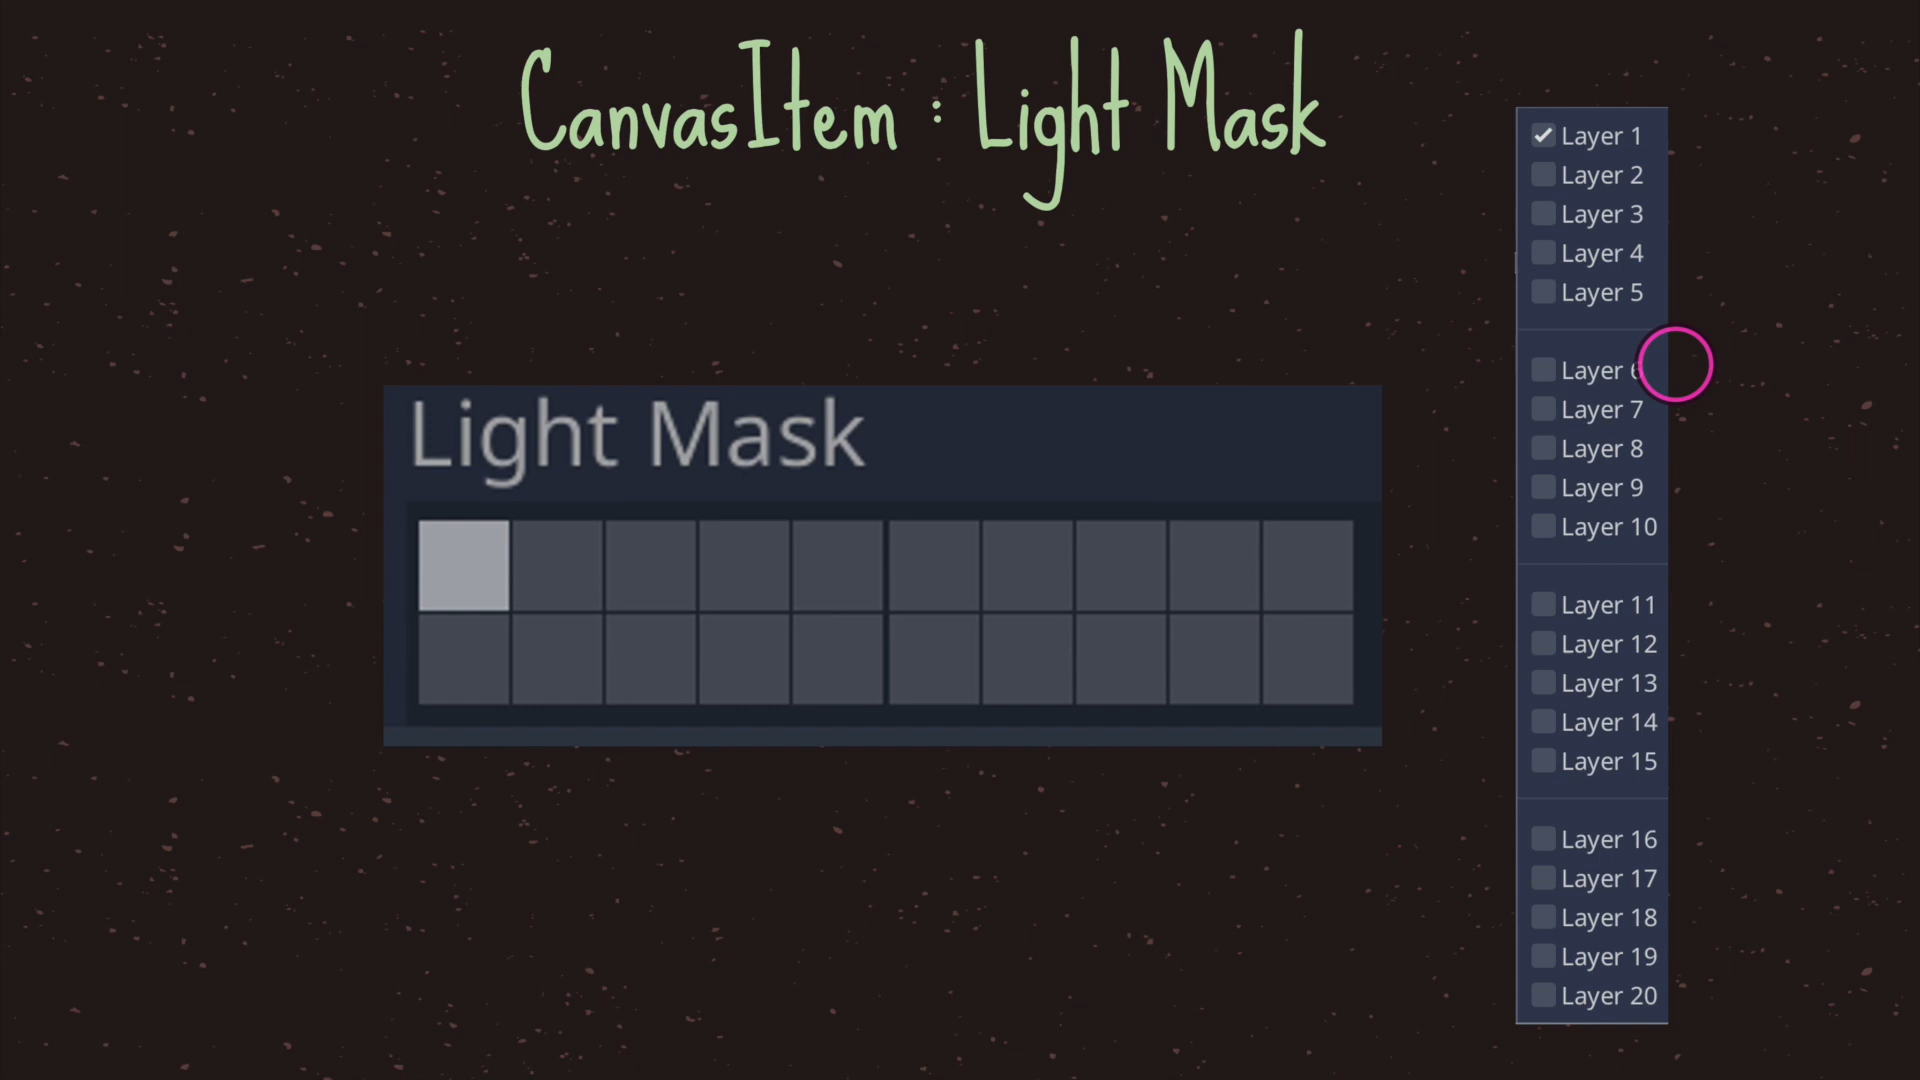 CanvasItem : Light Mask
Light Mask
Layer 1
Layer 2
Layer 3
Layer 4
Layer 5
Layer 6
Layer 7
Layer 8
Layer 9
Layer 10
Layer 11
Layer 12
Layer 13
Layer 14
Layer 15
Layer 16
Layer 17
Layer 18
Layer 19
Layer 20